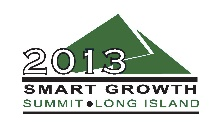 2013
SMART GROWTH
SUMMIT●LONG ISLAND